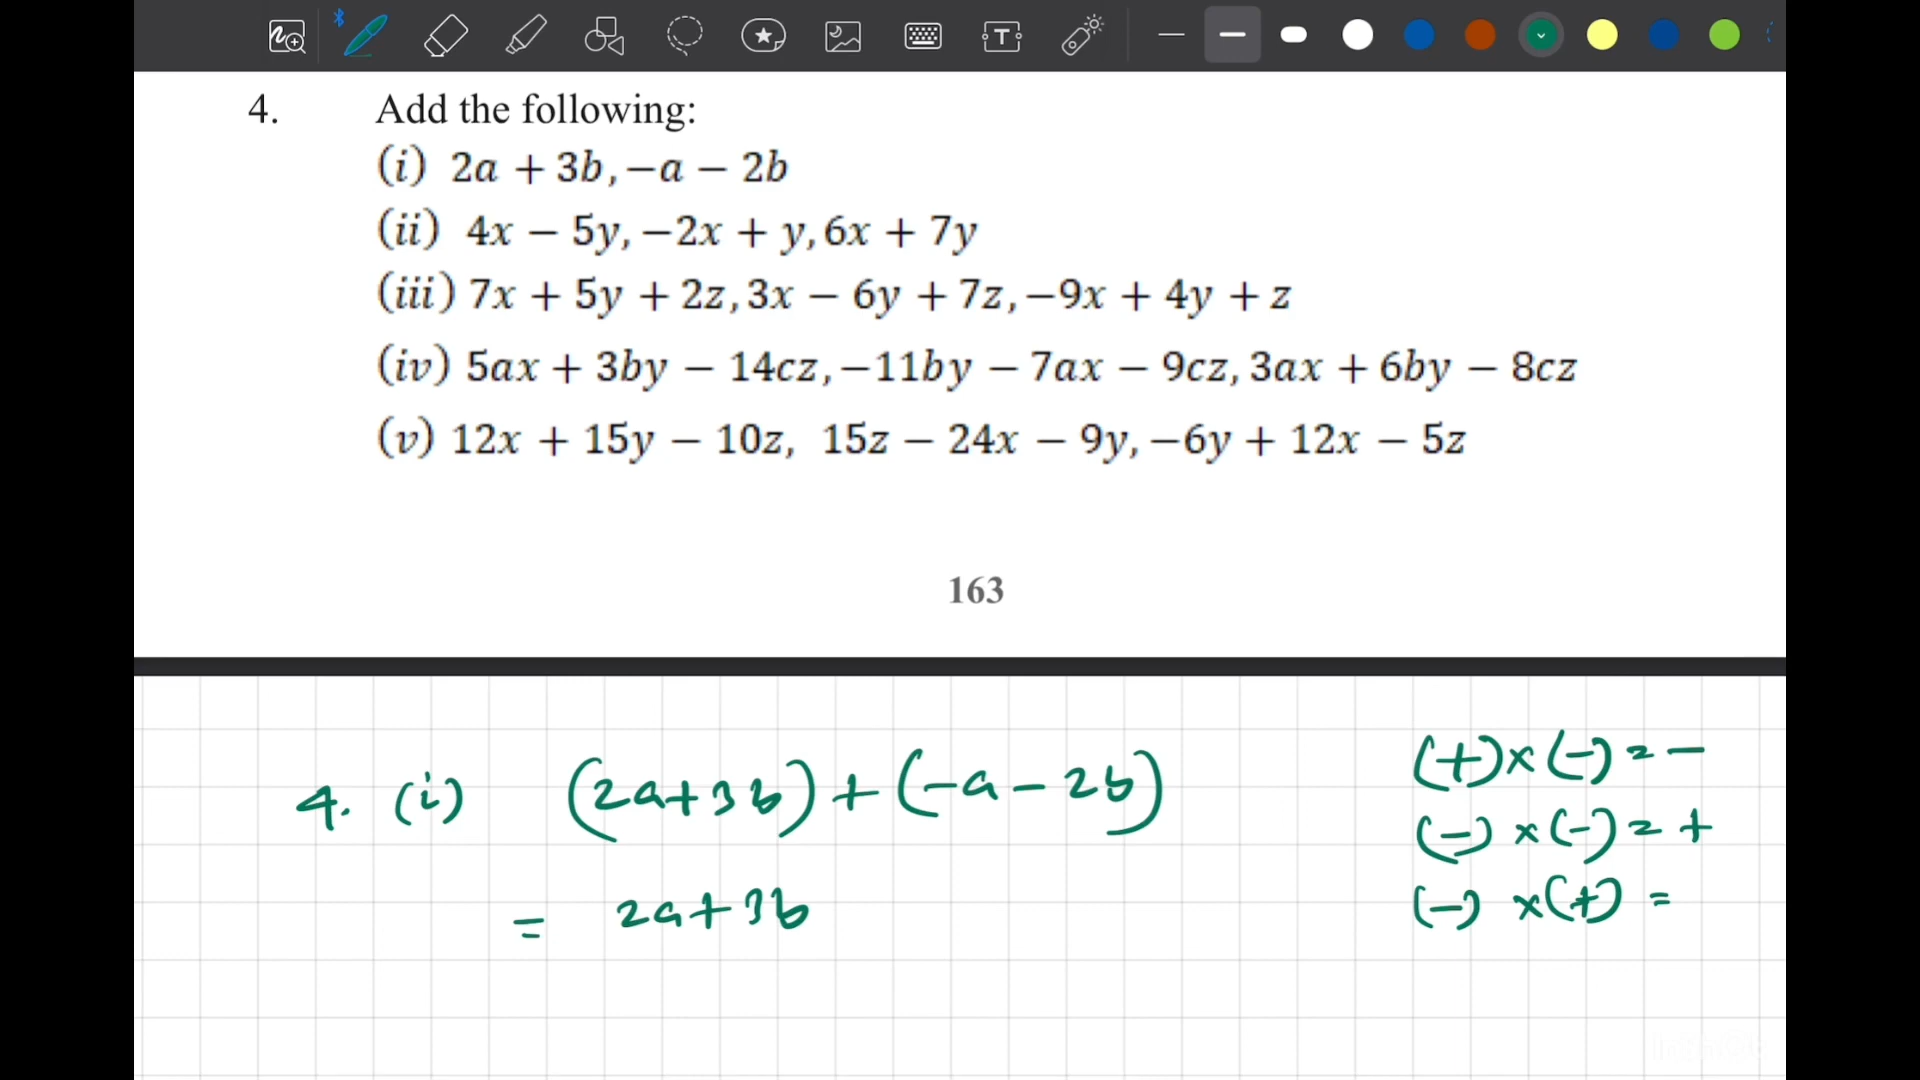 4. Add the following:
(i) 2a + 3b, −a − 2b
(ii) 4x − 5y, −2x + y, 6x + 7y
(iii) 7x + 5y + 2z, 3x − 6y + 7z, −9x + 4y + z
(iv) 5ax + 3by − 14cz, −11by − 7ax − 9cz, 3ax + 6by − 8cz
(v) 12x + 15y − 10z, 15z − 24x − 9y, −6y + 12x − 5z
163
4. (i) (2a+3b) + (−a − 2b)
= 2a+3b
(+)×(−) = −
(−)×(−) = +
(−)×(+) =